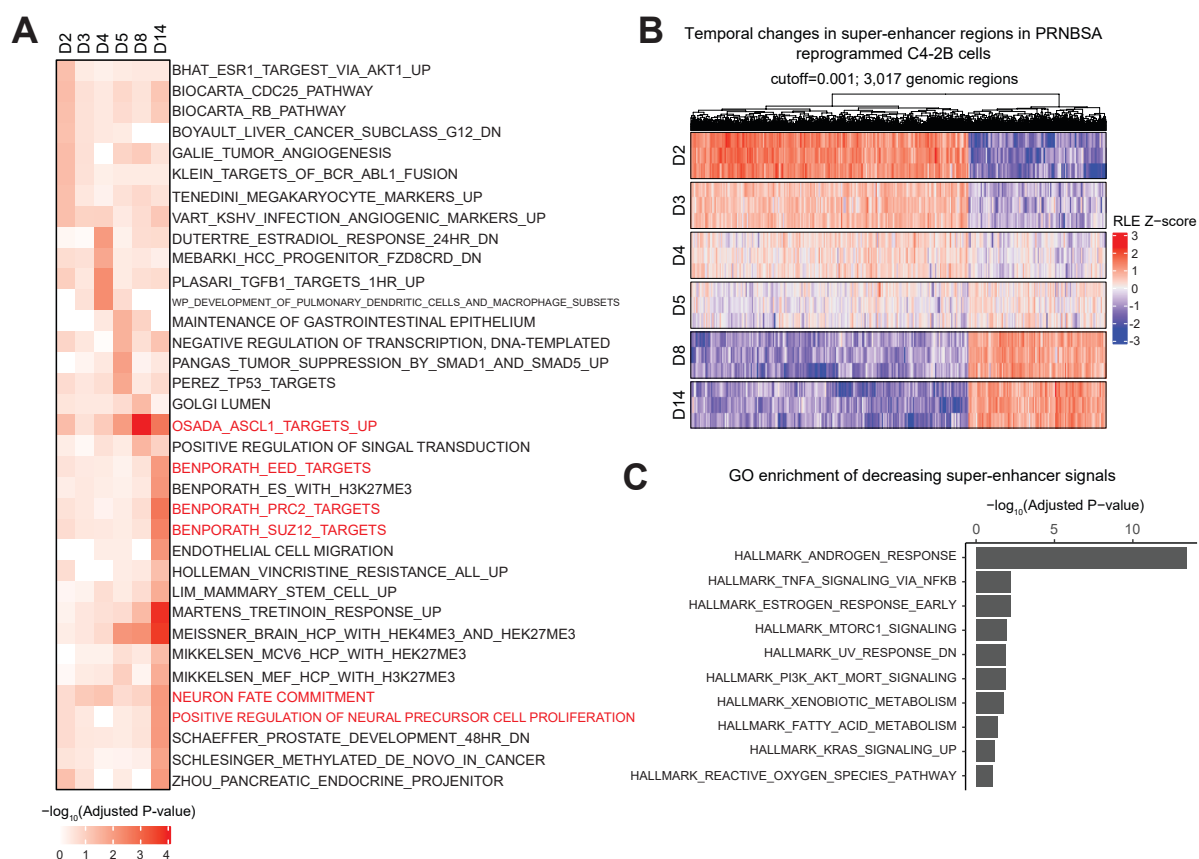 A
D2
D3
D4
D5
D8
D14
BHAT_ESR1_TARGEST_VIA_AKT1_UP
BIOCARTA_CDC25_PATHWAY
BIOCARTA_RB_PATHWAY
BOYAULT_LIVER_CANCER_SUBCLASS_G12_DN
GALIE_TUMOR_ANGIOGENESIS
KLEIN_TARGETS_OF_BCR_ABL1_FUSION
TENEDINI_MEGAKARYOCYTE_MARKERS_UP
VART_KSHV_INFECTION_ANGIOGENIC_MARKERS_UP
DUTERTRE_ESTRADIOL_RESPONSE_24HR_DN
MEBARKI_HCC_PROGENITOR_FZD8CRD_DN
PLASARI_TGFB1_TARGETS_1HR_UP
WP_DEVELOPMENT_OF_PULMONARY_DENDRITIC_CELLS_AND_MACROPHAGE_SUBSETS
MAINTENANCE OF GASTROINTESTINAL EPITHELIUM
NEGATIVE REGULATION OF TRANSCRIPTION, DNA-TEMPLATED
PANGAS_TUMOR_SUPPRESSION_BY_SMAD1_AND_SMAD5_UP
PEREZ_TP53_TARGETS
GOLGI LUMEN
OSADA_ASCL1_TARGETS_UP
POSITIVE REGULATION OF SINGAL TRANSDUCTION
BENPORATH_EED_TARGETS
BENPORATH_ES_WITH_H3K27ME3
BENPORATH_PRC2_TARGETS
BENPORATH_SUZ12_TARGETS
ENDOTHELIAL CELL MIGRATION
HOLLEMAN_VINCRISTINE_RESISTANCE_ALL_UP
LIM_MAMMARY_STEM_CELL_UP
MARTENS_TRETINOIN_RESPONSE_UP
MEISSNER_BRAIN_HCP_WITH_HEK4ME3_AND_HEK27ME3
MIKKELSEN_MCV6_HCP_WITH_HEK27ME3
MIKKELSEN_MEF_HCP_WITH_H3K27ME3
NEURON FATE COMMITMENT
POSITIVE REGULATION OF NEURAL PRECURSOR CELL PROLIFERATION
SCHAEFFER_PROSTATE_DEVELOPMENT_48HR_DN
SCHLESINGER_METHYLATED_DE_NOVO_IN_CANCER
ZHOU_PANCREATIC_ENDOCRINE_PROJENITOR
−log10(Adjusted P-value)
0 1 2 3 4
B
Temporal changes in super-enhancer regions in PRNBSA
reprogrammed C4-2B cells
cutoff=0.001; 3,017 genomic regions
D2
D3
D4
D5
D8
D14
RLE Z−score
3
2
1
0
-1
-2
-3
C
GO enrichment of decreasing super-enhancer signals
−log10(Adjusted P−value)
0 5 10
HALLMARK_ANDROGEN_RESPONSE
HALLMARK_TNFA_SIGNALING_VIA_NFKB
HALLMARK_ESTROGEN_RESPONSE_EARLY
HALLMARK_MTORC1_SIGNALING
HALLMARK_UV_RESPONSE_DN
HALLMARK_PI3K_AKT_MORT_SIGNALING
HALLMARK_XENOBIOTIC_METABOLISM
HALLMARK_FATTY_ACID_METABOLISM
HALLMARK_KRAS_SIGNALING_UP
HALLMARK_REACTIVE_OXYGEN_SPECIES_PATHWAY